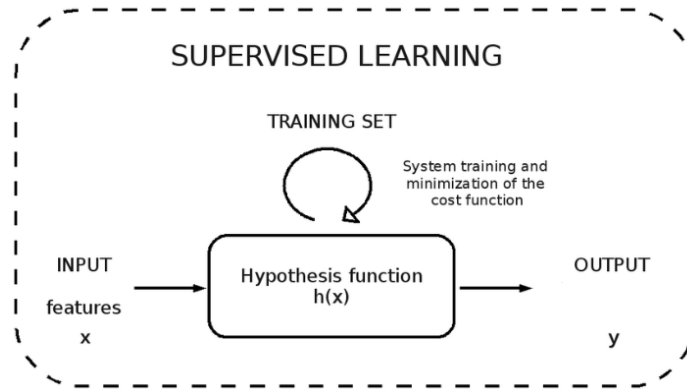 SUPERVISED LEARNING
TRAINING SET
System training and
minimization of the
cost function
INPUT
features
x
Hypothesis function
h(x)
OUTPUT
y